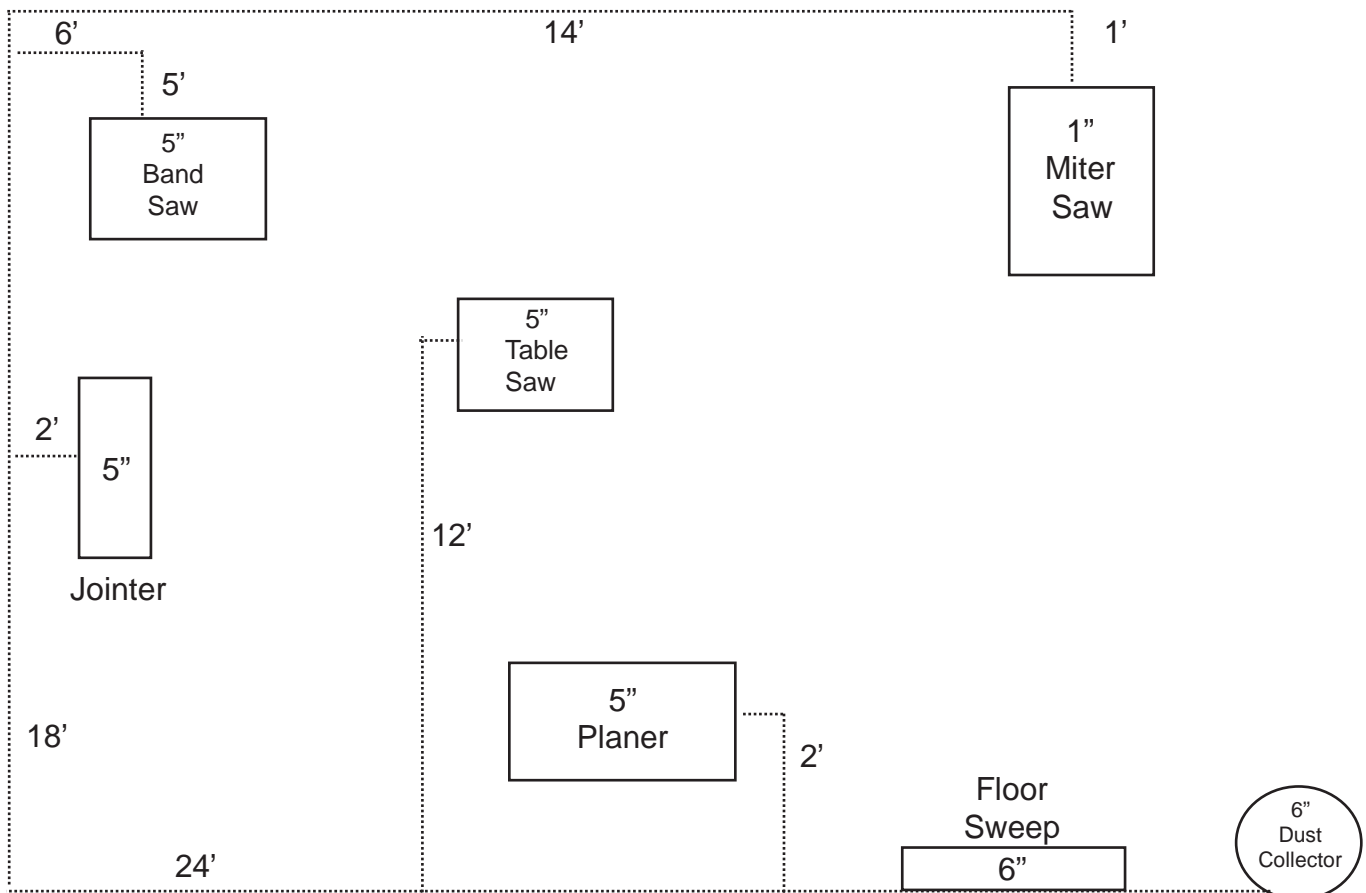 6’
14’
1’
5’
5”
Band
Saw
1”
Miter
Saw
5”
Table
Saw
2’
5”
Jointer
12’
5”
Planer
2’
18’
Floor
Sweep
6”
6”
Dust
Collector
24’